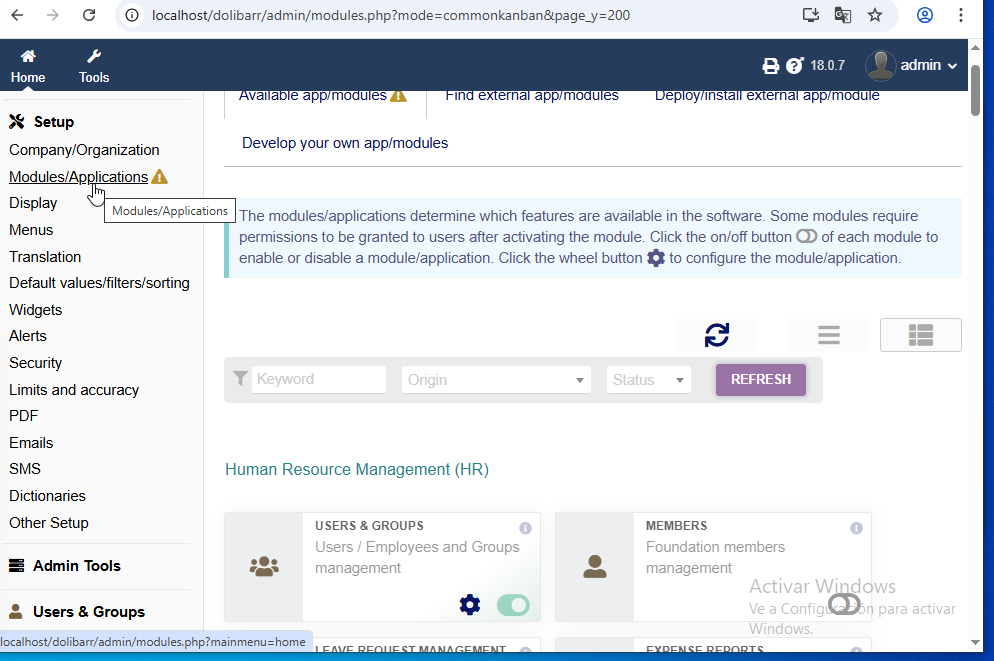 localhost/dolibarr/admin/modules.php?mode=commonkanban&page_y=200
Home
Tools
18.0.7
admin
Setup
Company/Organization
Modules/Applications
Display
Menus
Translation
Default values/filters/sorting
Widgets
Alerts
Security
Limits and accuracy
PDF
Emails
SMS
Dictionaries
Other Setup
Admin Tools
Users & Groups
localhost/dolibarr/admin/modules.php?mainmenu=home
Modules/Applications
Available app/modules
Find external app/modules
Deploy/install external app/module
Develop your own app/modules
The modules/applications determine which features are available in the software. Some modules require
permissions to be granted to users after activating the module. Click the on/off button of each module to
enable or disable a module/application. Click the wheel button to configure the module/application.
Keyword
Origin
Status
REFRESH
Human Resource Management (HR)
USERS & GROUPS
Users / Employees and Groups
management
MEMBERS
Foundation members
management
LEAVE REQUEST MANAGEMENT
EXPENSE REPORTS
Activar Windows
Ve a Configuración para activar
Windows.